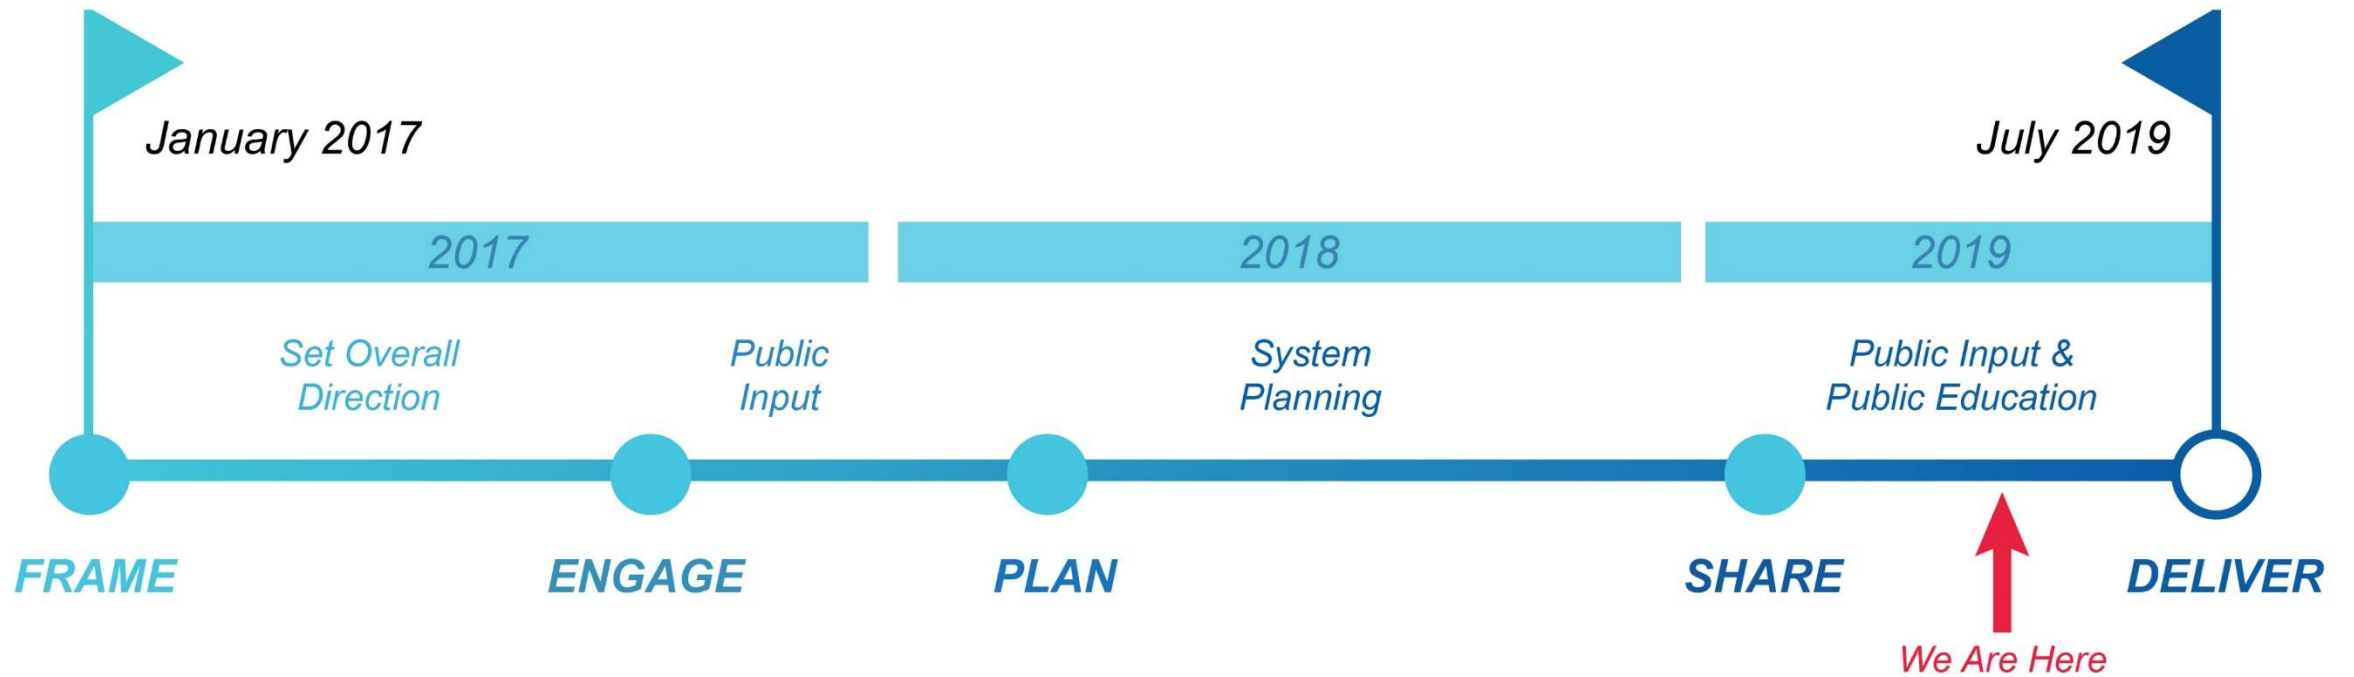 January 2017
July 2019
2017
2018
2019
Set Overall
Direction
Public
Input
System
Planning
Public Input &
Public Education
FRAME
ENGAGE
PLAN
SHARE
DELIVER
We Are Here